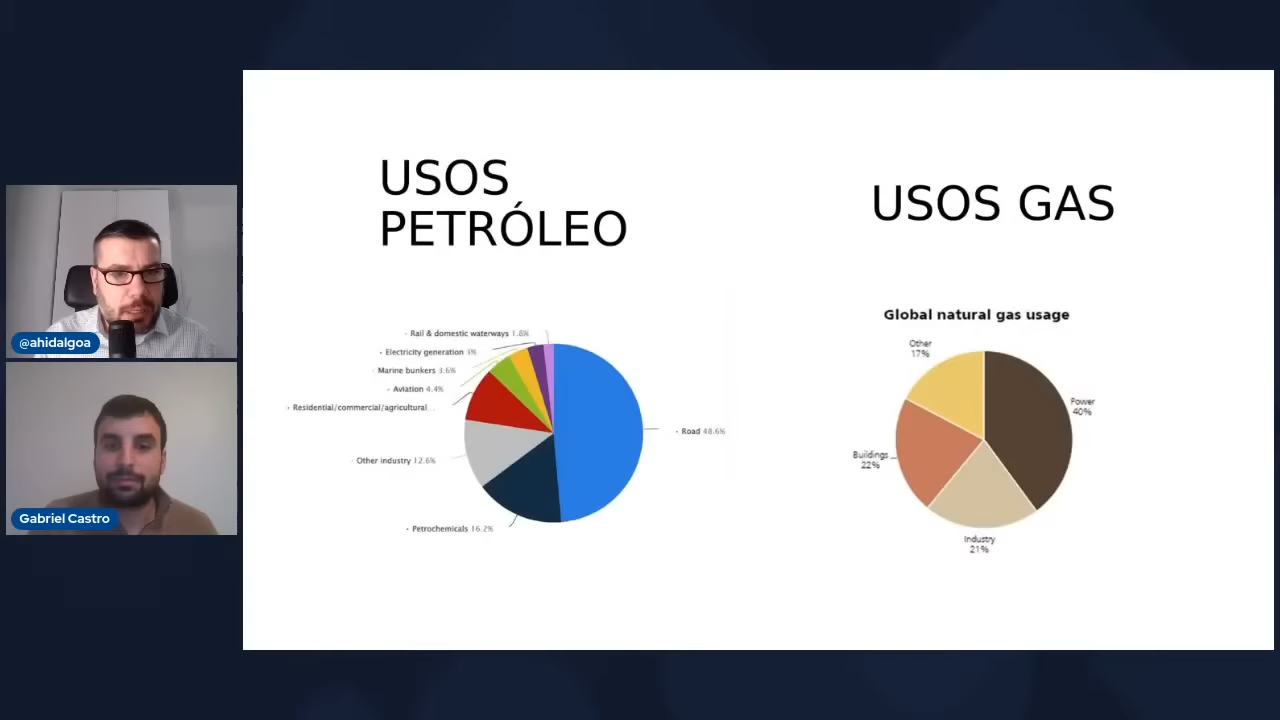 USOS
PETRÓLEO
USOS GAS
Rail & domestic waterways 1.8%
Electricity generation 3%
Marine bunkers 3.6%
Aviation 4.4%
Residential/commercial/agricultural...
Other industry 12.6%
Petrochemicals 16.2%
Road 48.6%
Global natural gas usage
Other
17%
Power
40%
Buildings
22%
Industry
21%
@ahidalgoa
Gabriel Castro